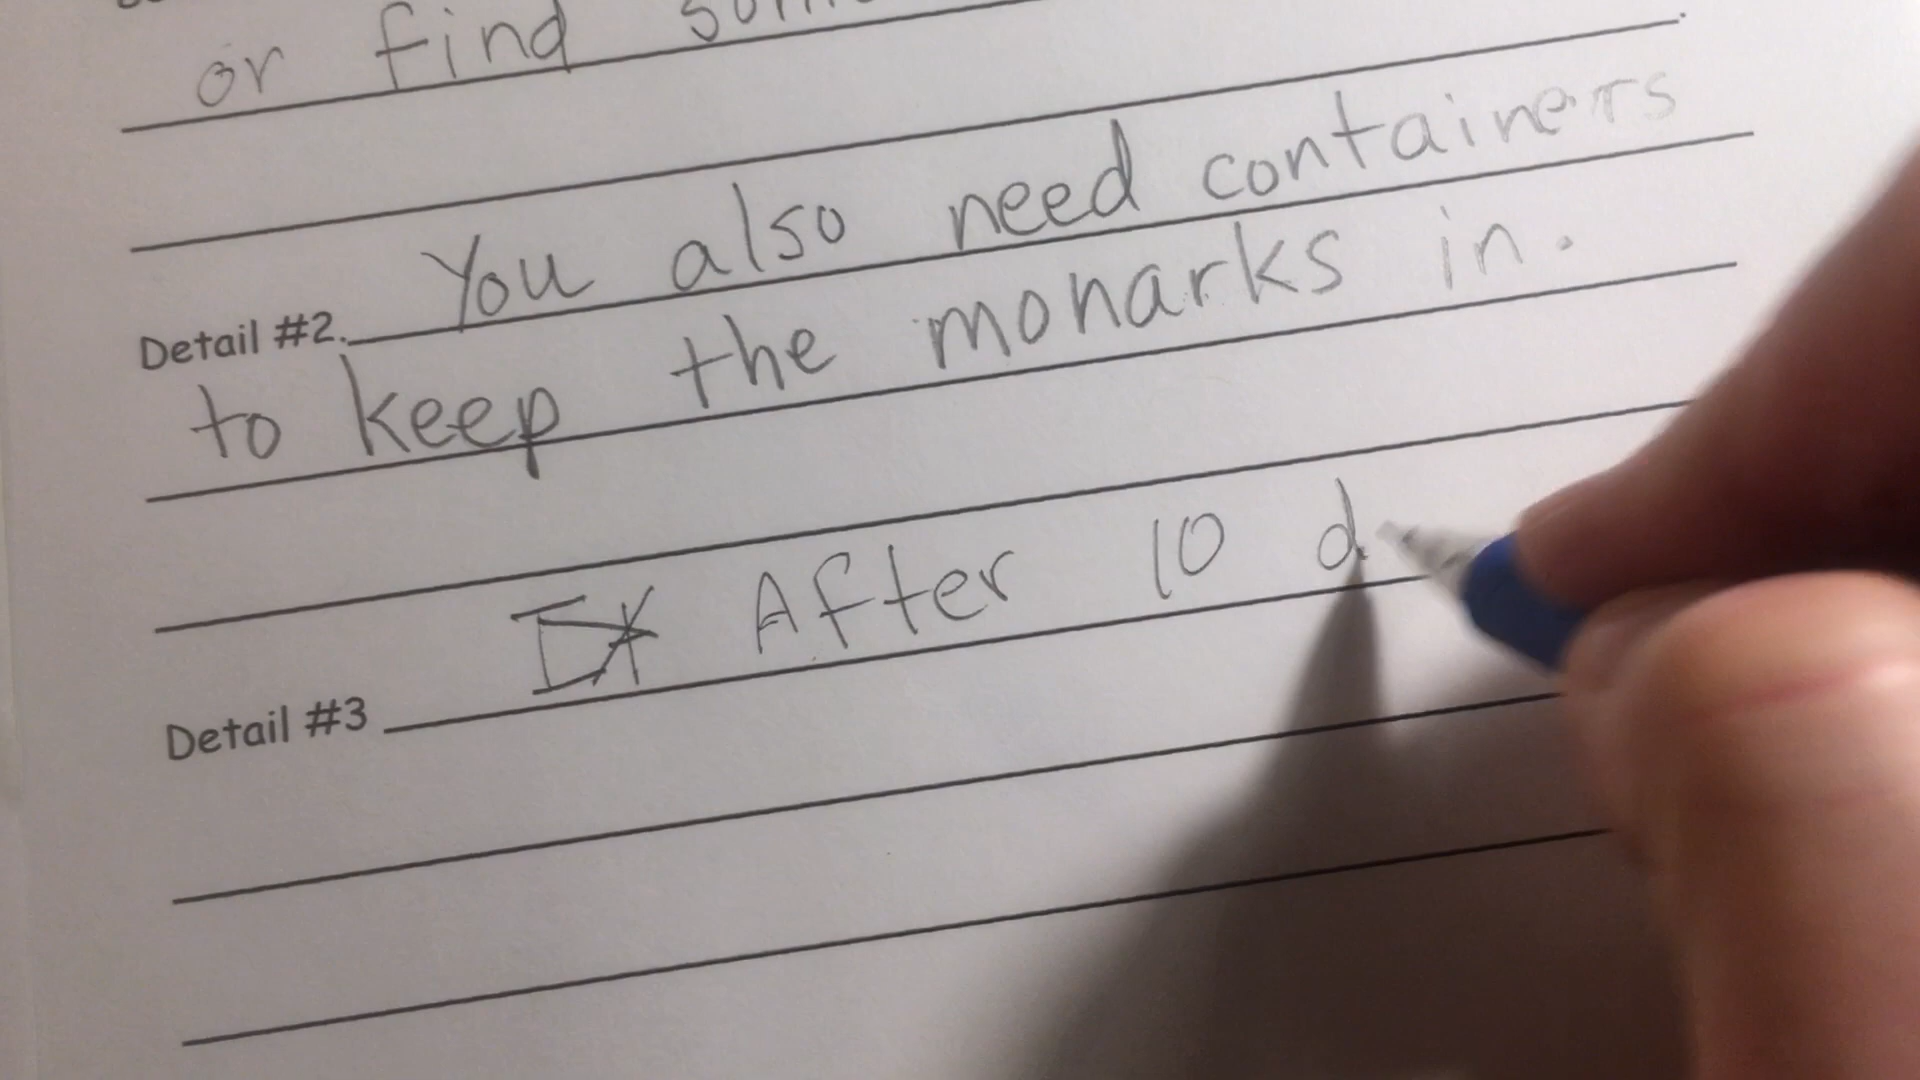 or find
You also need containers
Detail #2.
to keep the monarks in.
After 10 d
Detail #3